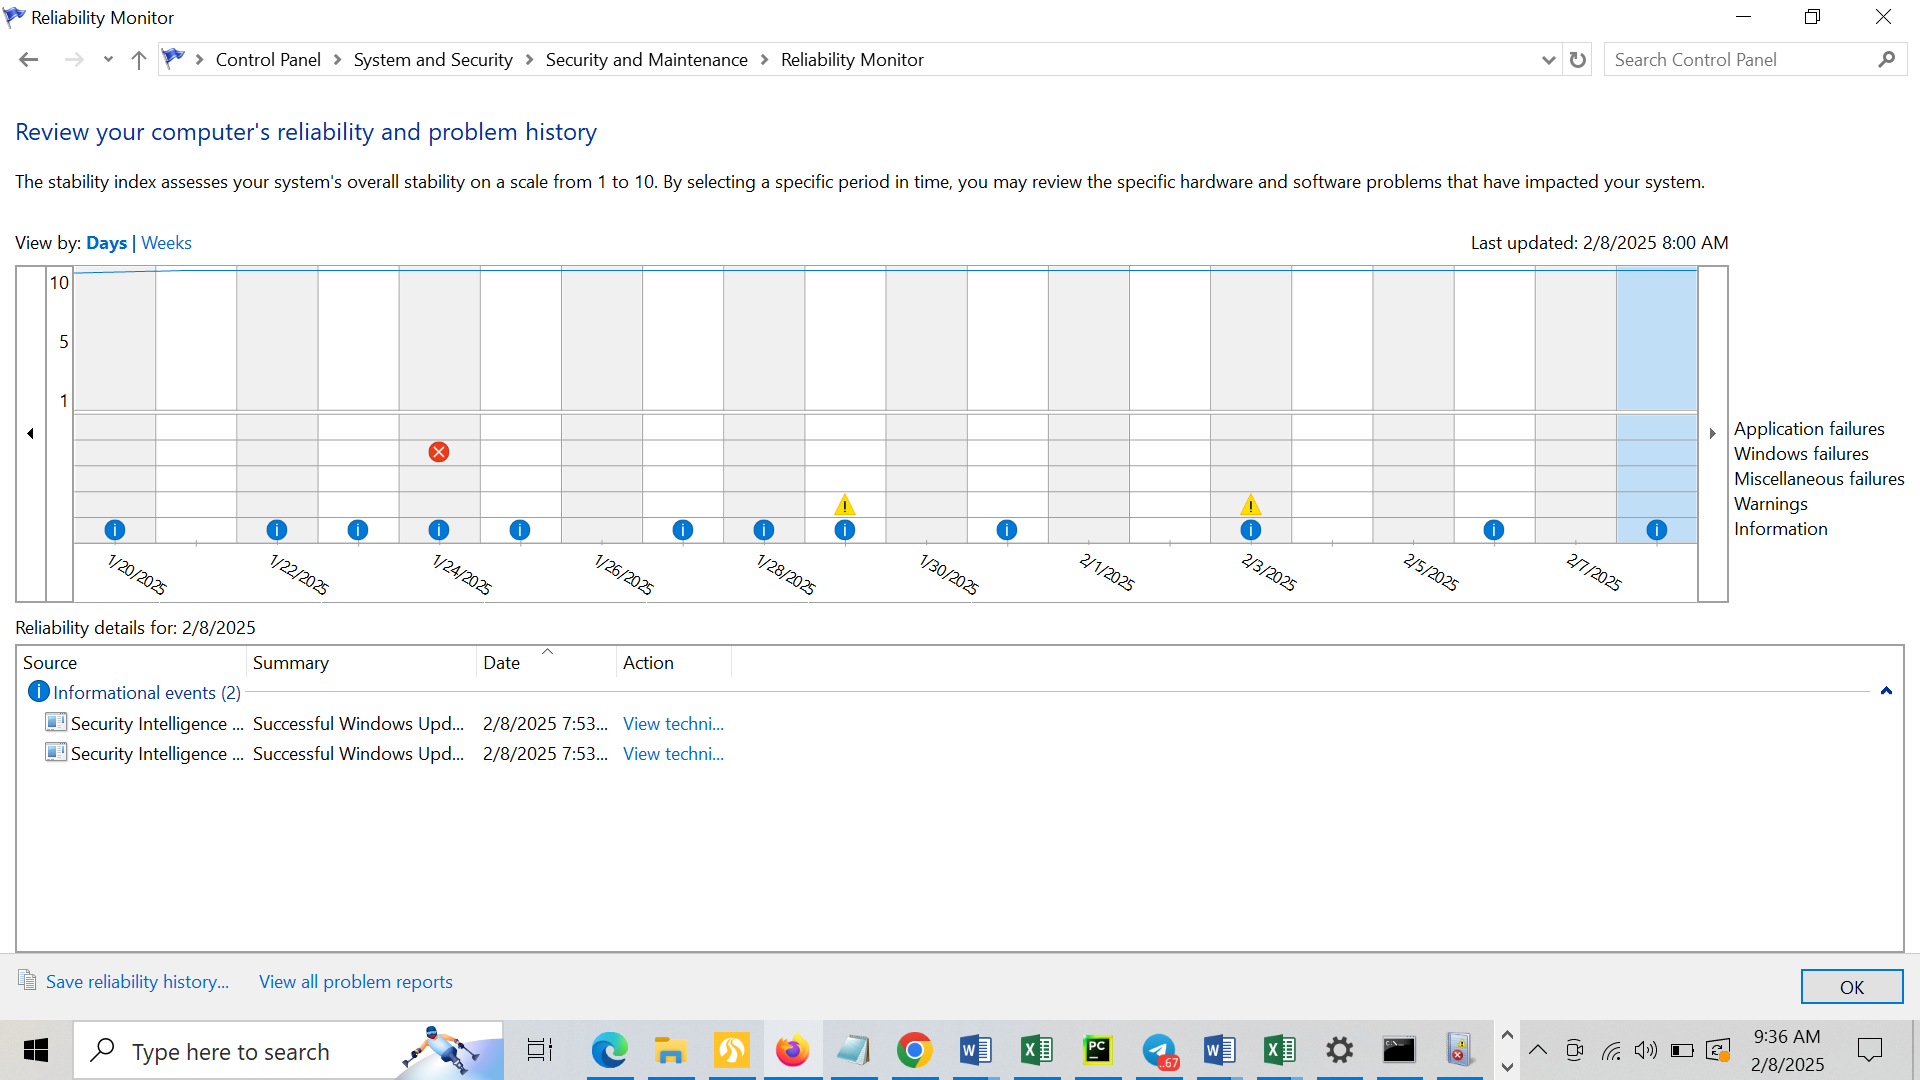 Reliability Monitor
Control Panel > System and Security > Security and Maintenance > Reliability Monitor
Search Control Panel
Review your computer's reliability and problem history
The stability index assesses your system's overall stability on a scale from 1 to 10. By selecting a specific period in time, you may review the specific hardware and software problems that have impacted your system.
View by: Days | Weeks
Last updated: 2/8/2025 8:00 AM
10
5
1
Application failures
Windows failures
Miscellaneous failures
Warnings
Information
1/20/2025
1/22/2025
1/24/2025
1/26/2025
1/28/2025
1/30/2025
2/1/2025
2/3/2025
2/5/2025
2/7/2025
Reliability details for: 2/8/2025
Source Summary Date Action
Informational events (2)
Security Intelligence ... Successful Windows Upd... 2/8/2025 7:53... View techni...
Security Intelligence ... Successful Windows Upd... 2/8/2025 7:53... View techni...
Save reliability history... View all problem reports
OK
Type here to search
PC
..67
9:36 AM
2/8/2025